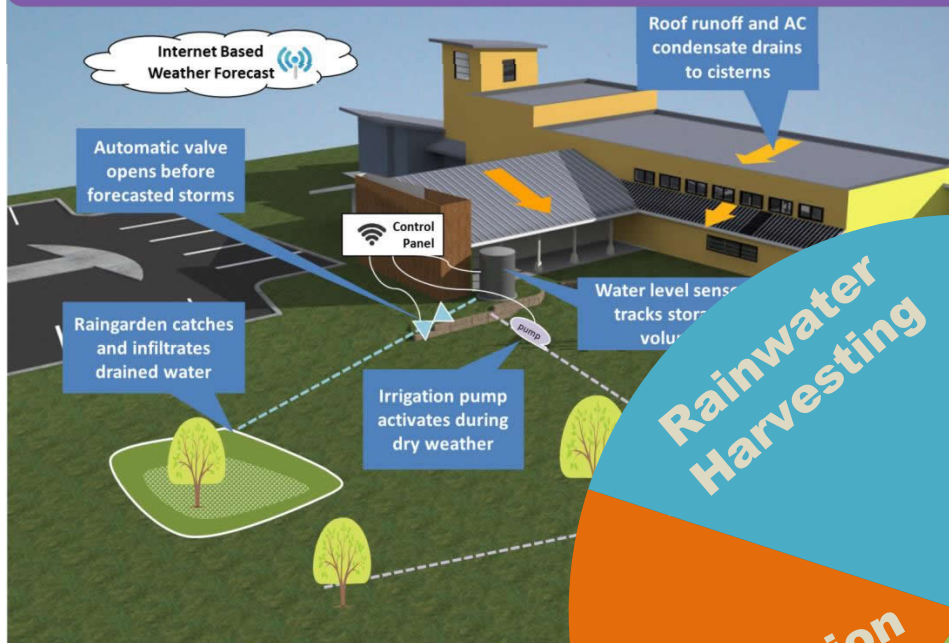 Internet Based
Weather Forecast
Roof runoff and AC
condensate drains
to cisterns
Automatic valve
opens before
forecasted storms
Control
Panel
Water level
tracks
Raingarden catches
and infiltrates
drained water
pump
Irrigation pump
activates during
dry weather
Rainwater
Harvesting